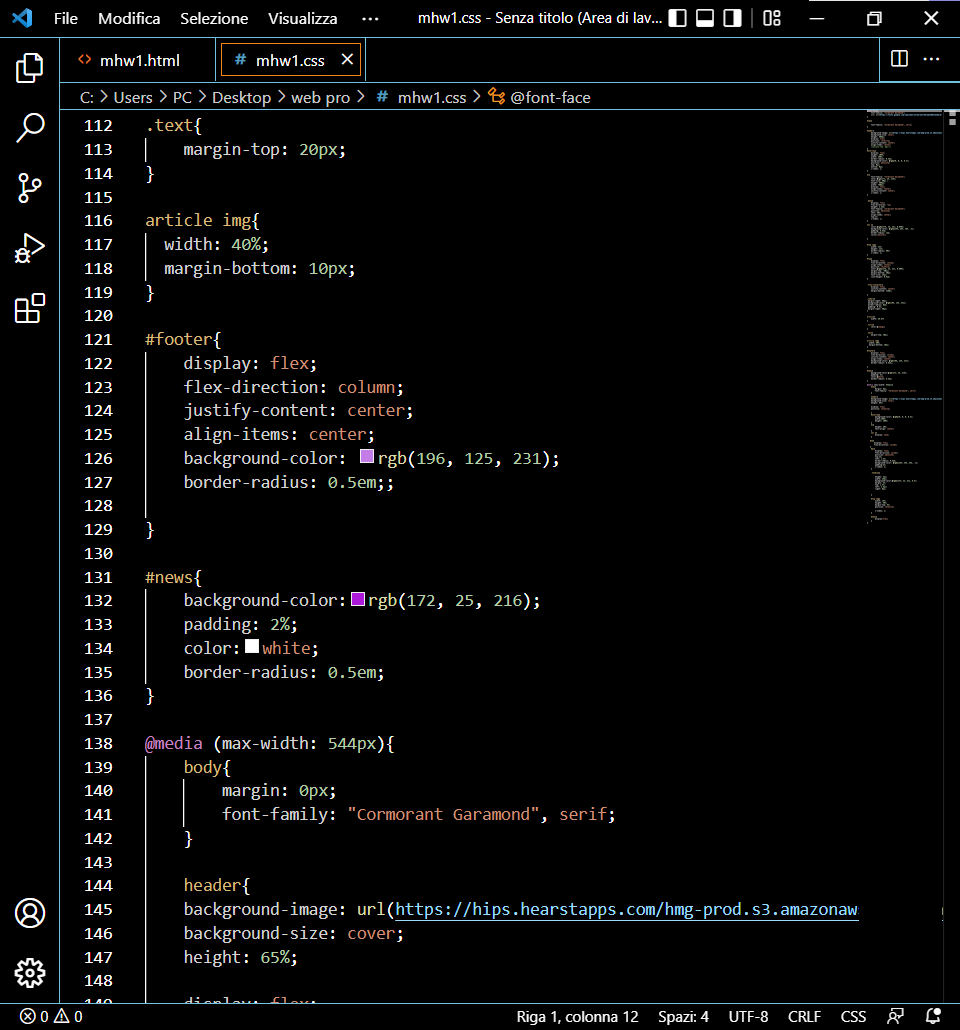 File Modifica Selezione Visualizza ··· mhw1.css - Senza titolo (Area di lav...
<> mhw1.html # mhw1.css ✕ ···
C: > Users > PC > Desktop > web pro > # mhw1.css > @font-face
112 .text{
113 margin-top: 20px;
114 }
115
116 article img{
117 width: 40%;
118 margin-bottom: 10px;
119 }
120
121 #footer{
122 display: flex;
123 flex-direction: column;
124 justify-content: center;
125 align-items: center;
126 background-color: rgb(196, 125, 231);
127 border-radius: 0.5em;;
128
129 }
130
131 #news{
132 background-color: rgb(172, 25, 216);
133 padding: 2%;
134 color: white;
135 border-radius: 0.5em;
136 }
137
138 @media (max-width: 544px){
139 body{
140 margin: 0px;
141 font-family: "Cormorant Garamond", serif;
142 }
143
144 header{
145 background-image: url(https://hips.hearstapps.com/hmg-prod.s3.amazonaw
146 background-size: cover;
147 height: 65%;
148
149 display: flex;
0 0 Riga 1, colonna 12 Spazi: 4 UTF-8 CRLF CSS